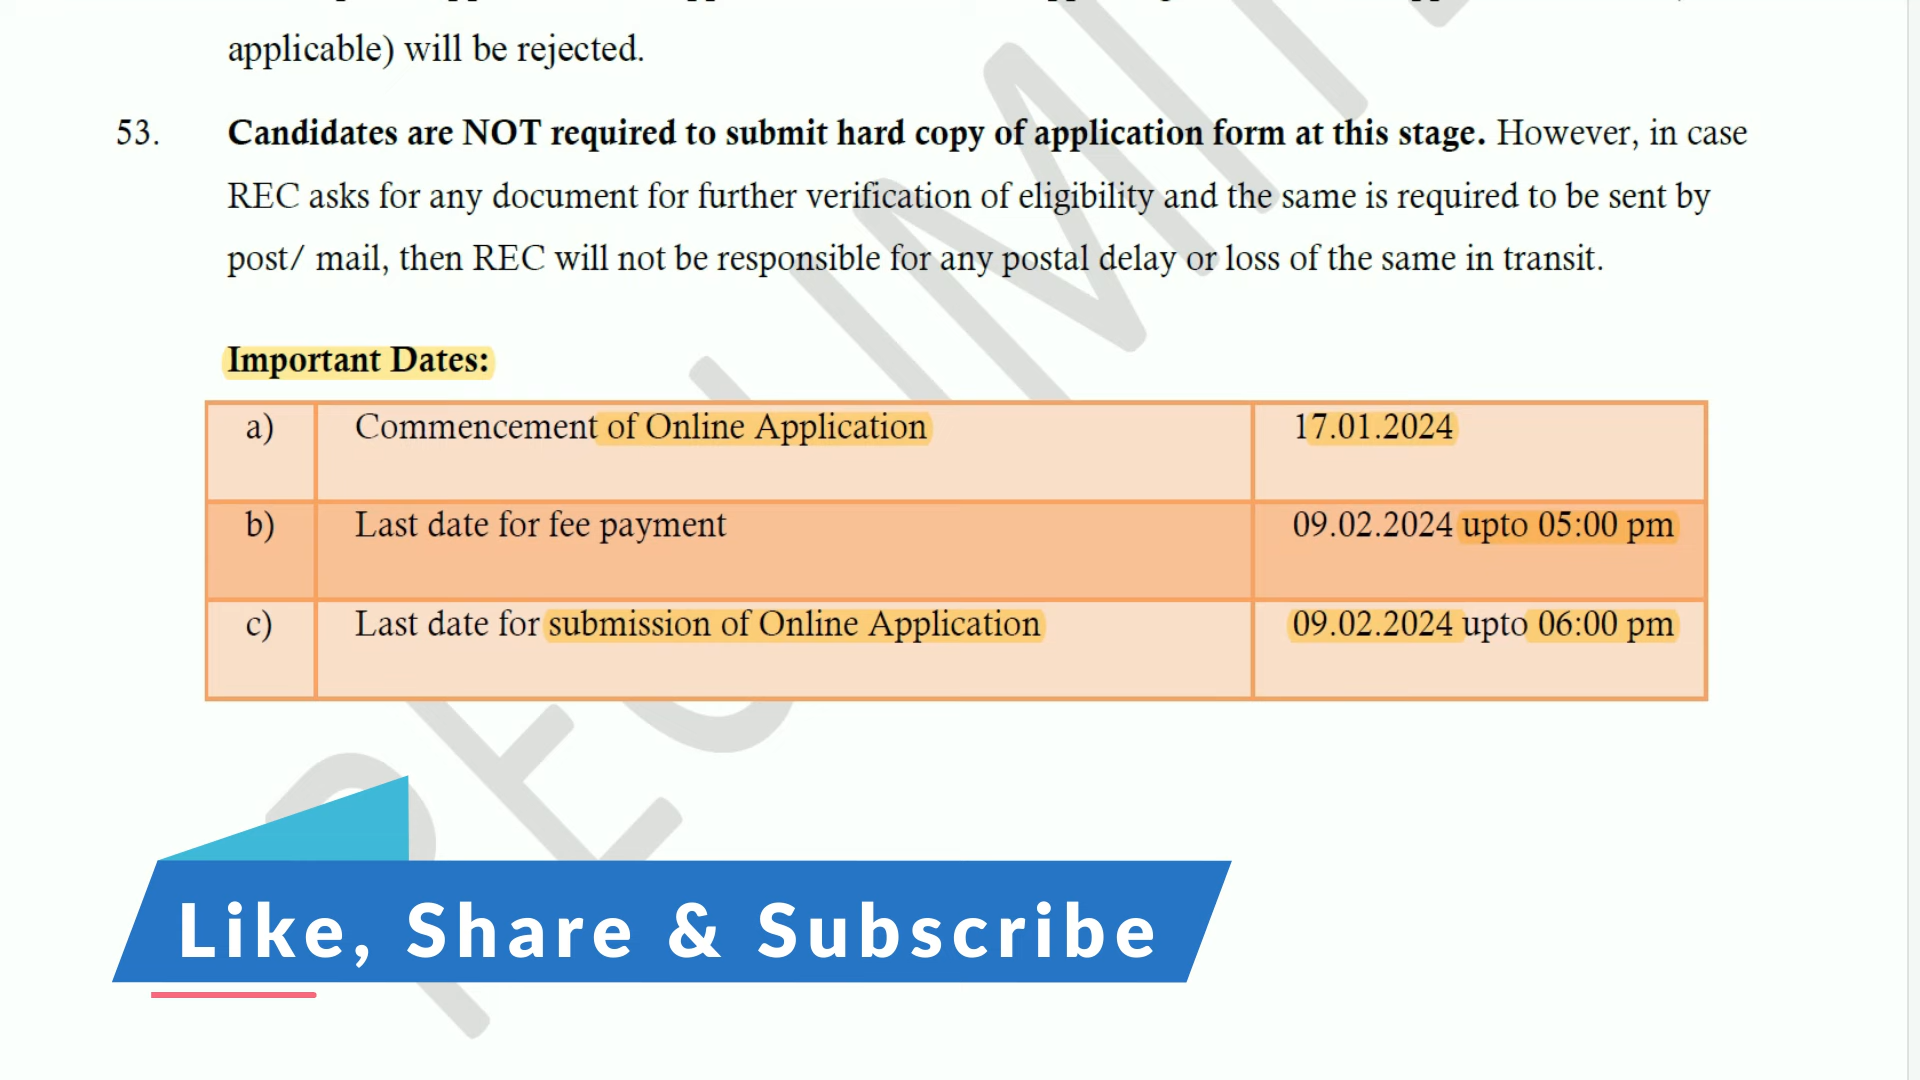 applicable) will be rejected.
53. Candidates are NOT required to submit hard copy of application form at this stage. However, in case
REC asks for any document for further verification of eligibility and the same is required to be sent by
post/ mail, then REC will not be responsible for any postal delay or loss of the same in transit.
Important Dates:
a) Commencement of Online Application 17.01.2024
b) Last date for fee payment 09.02.2024 upto 05:00 pm
c) Last date for submission of Online Application 09.02.2024 upto 06:00 pm
Like, Share & Subscribe